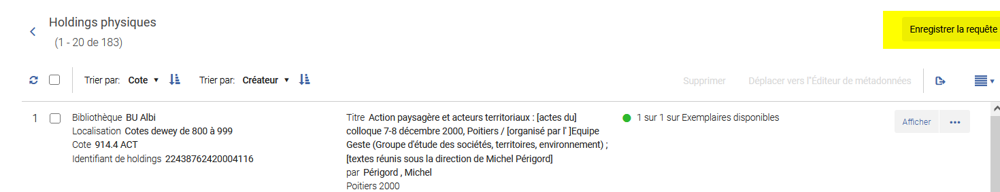 Holdings physiques
(1 - 20 de 183)
Enregistrer la requête
Trier par: Cote Trier par: Créateur
Supprimer Déplacer vers l'Éditeur de métadonnées
1 Bibliothèque BU Albi
Localisation Cotes dewey de 800 à 999
Cote 914.4 ACT
Identifiant de holdings 22438762420004116
Titre Action paysagère et acteurs territoriaux : [actes du]
colloque 7-8 décembre 2000, Poitiers / [organisé par l' ]Equipe
Geste (Groupe d'étude des sociétés, territoires, environnement) ;
[textes réunis sous la direction de Michel Périgord]
par Périgord , Michel
Poitiers 2000
1 sur 1 sur Exemplaires disponibles
Afficher